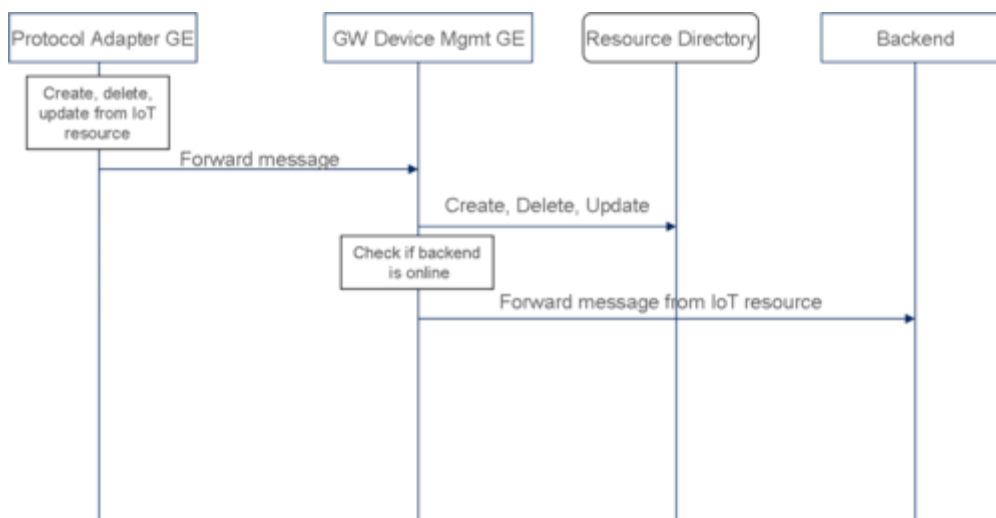 Protocol Adapter GE
GW Device Mgmt GE
Resource Directory
Backend
Create, delete,
update from IoT
resource
Forward message
Create, Delete, Update
Check if backend
is online
Forward message from IoT resource